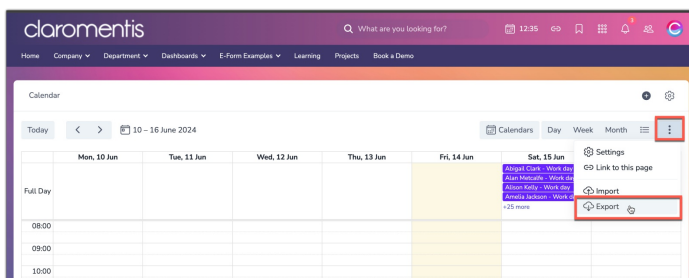 claromentis
What are you looking for?
12:35
3
Home Company Department Dashboards E-Form Examples Learning Projects Book a Demo
Calendar
Today 10 – 16 June 2024 Calendars Day Week Month
Settings
Link to this page
Import
Export
Mon, 10 Jun Tue, 11 Jun Wed, 12 Jun Thu, 13 Jun Fri, 14 Jun Sat, 15 Jun
Full Day
Abigail Clark - Work day
Alan Metcalfe - Work day
Alison Kelly - Work day
Amelia Jackson - Work d
+25 more
08:00
09:00
10:00